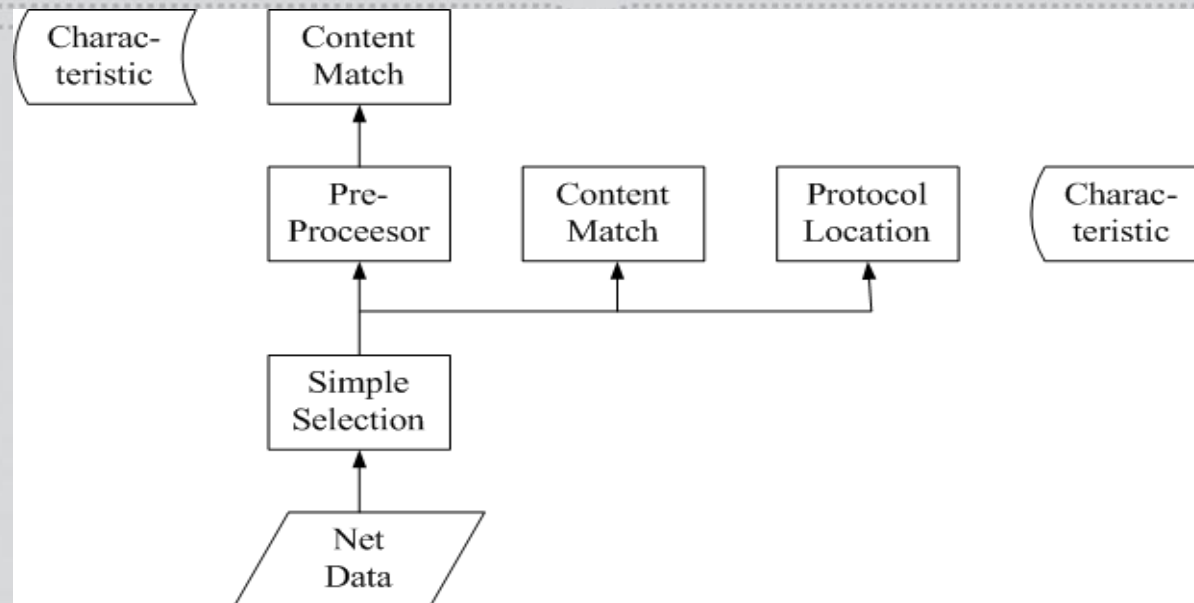 Charac-
teristic
Content
Match
Pre-
Proceesor
Content
Match
Protocol
Location
Charac-
teristic
Simple
Selection
Net
Data